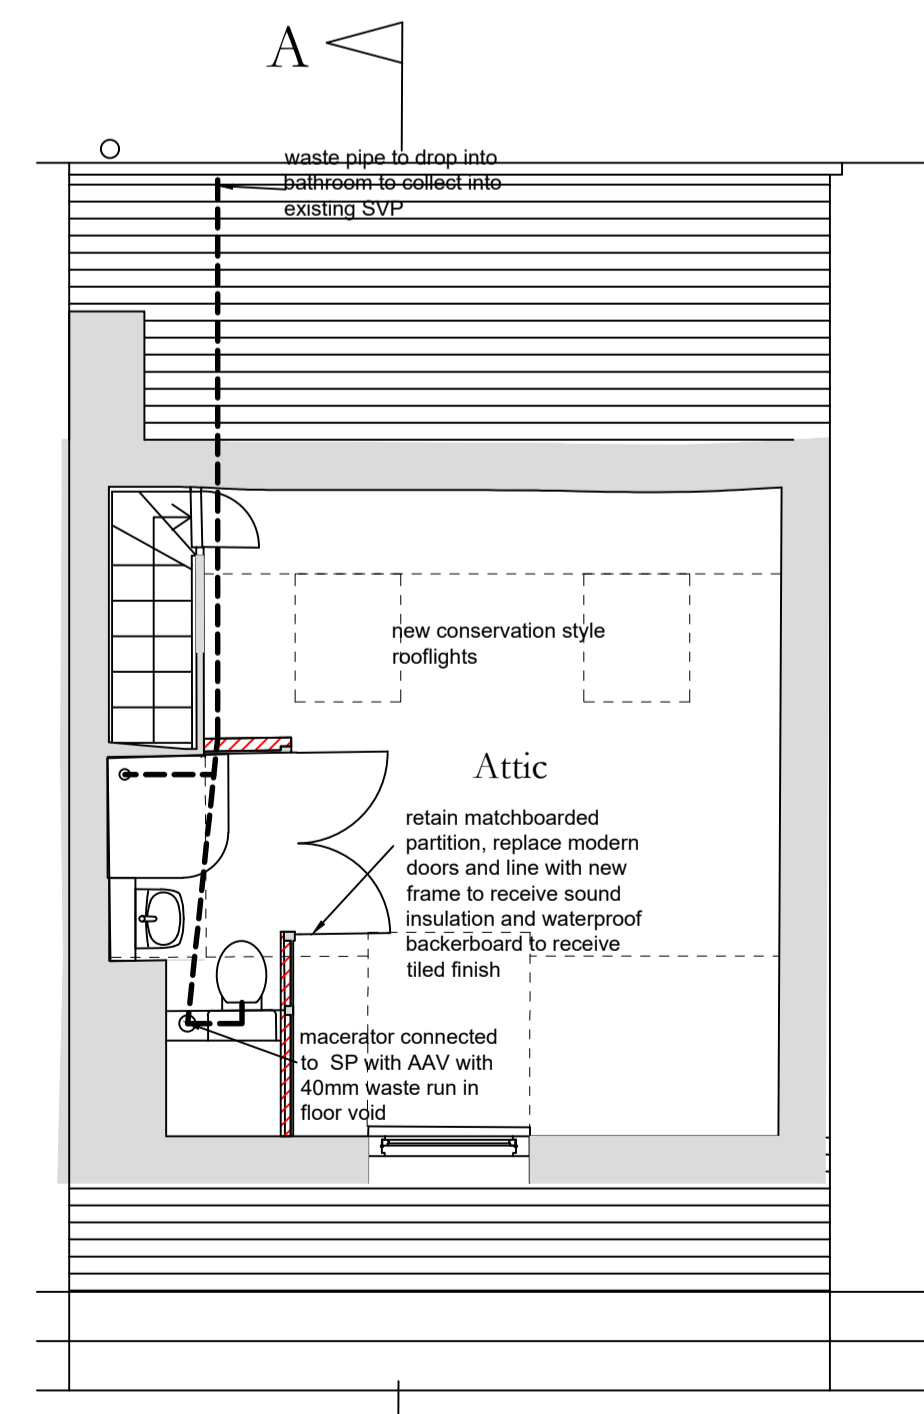 A
waste pipe to drop into
bathroom to collect into
existing SVP
new conservation style
rooflights
Attic
retain matchboarded
partition, replace modern
doors and line with new
frame to receive sound
insulation and waterproof
backerboard to receive
tiled finish
macerator connected
to SP with AAV with
40mm waste run in
floor void